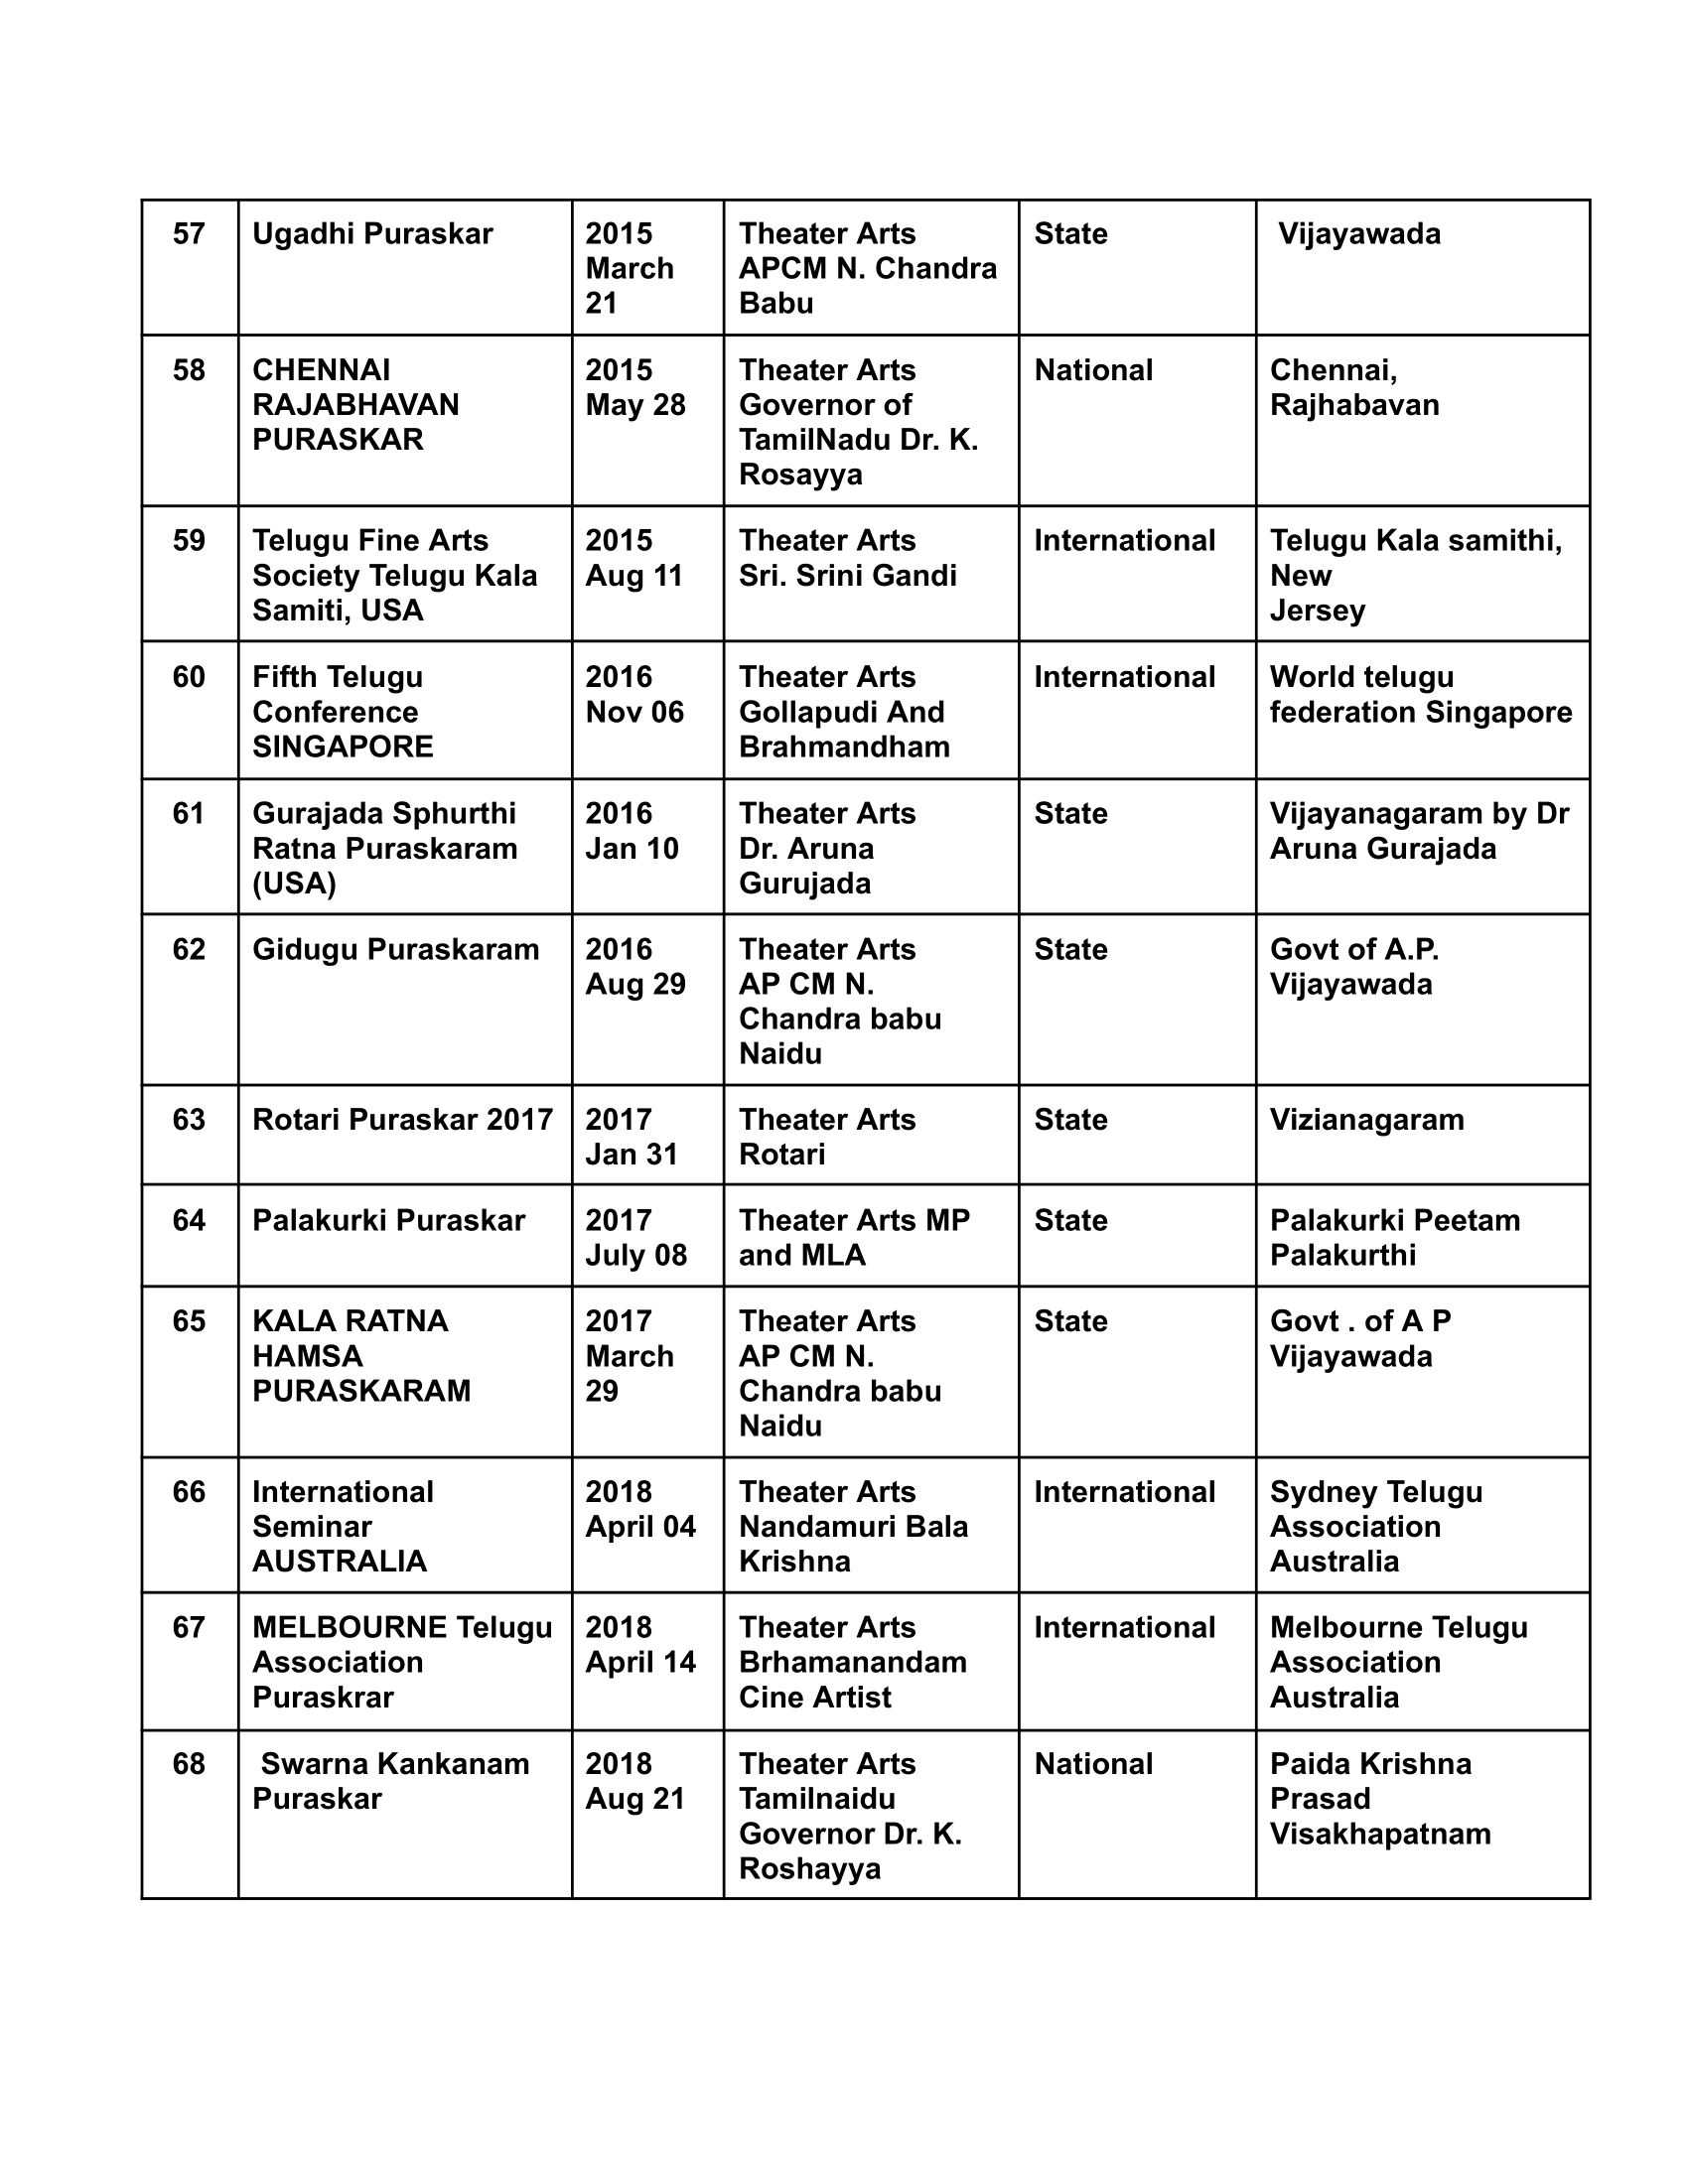 57
Ugadhi Puraskar
2015
March
21
Theater Arts
APCM N. Chandra
Babu
State
Vijayawada
58
CHENNAI
RAJABHAVAN
PURASKAR
2015
May 28
Theater Arts
Governor of
TamilNadu Dr. K.
Rosayya
National
Chennai,
Rajhabavan
59
Telugu Fine Arts
Society Telugu Kala
Samiti, USA
2015
Aug 11
Theater Arts
Sri. Srini Gandi
International
Telugu Kala samithi,
New
Jersey
60
Fifth Telugu
Conference
SINGAPORE
2016
Nov 06
Theater Arts
Gollapudi And
Brahmandham
International
World telugu
federation Singapore
61
Gurajada Sphurthi
Ratna Puraskaram
(USA)
2016
Jan 10
Theater Arts
Dr. Aruna
Gurujada
State
Vijayanagaram by Dr
Aruna Gurajada
62
Gidugu Puraskaram
2016
Aug 29
Theater Arts
AP CM N.
Chandra babu
Naidu
State
Govt of A.P.
Vijayawada
63
Rotari Puraskar 2017
2017
Jan 31
Theater Arts
Rotari
State
Vizianagaram
64
Palakurki Puraskar
2017
July 08
Theater Arts MP
and MLA
State
Palakurki Peetam
Palakurthi
65
KALA RATNA
HAMSA
PURASKARAM
2017
March
29
Theater Arts
AP CM N.
Chandra babu
Naidu
State
Govt . of A P
Vijayawada
66
International
Seminar
AUSTRALIA
2018
April 04
Theater Arts
Nandamuri Bala
Krishna
International
Sydney Telugu
Association
Australia
67
MELBOURNE Telugu
Association
Puraskrar
2018
April 14
Theater Arts
Brhamanandam
Cine Artist
International
Melbourne Telugu
Association
Australia
68
Swarna Kankanam
Puraskar
2018
Aug 21
Theater Arts
Tamilnaidu
Governor Dr. K.
Roshayya
National
Paida Krishna
Prasad
Visakhapatnam